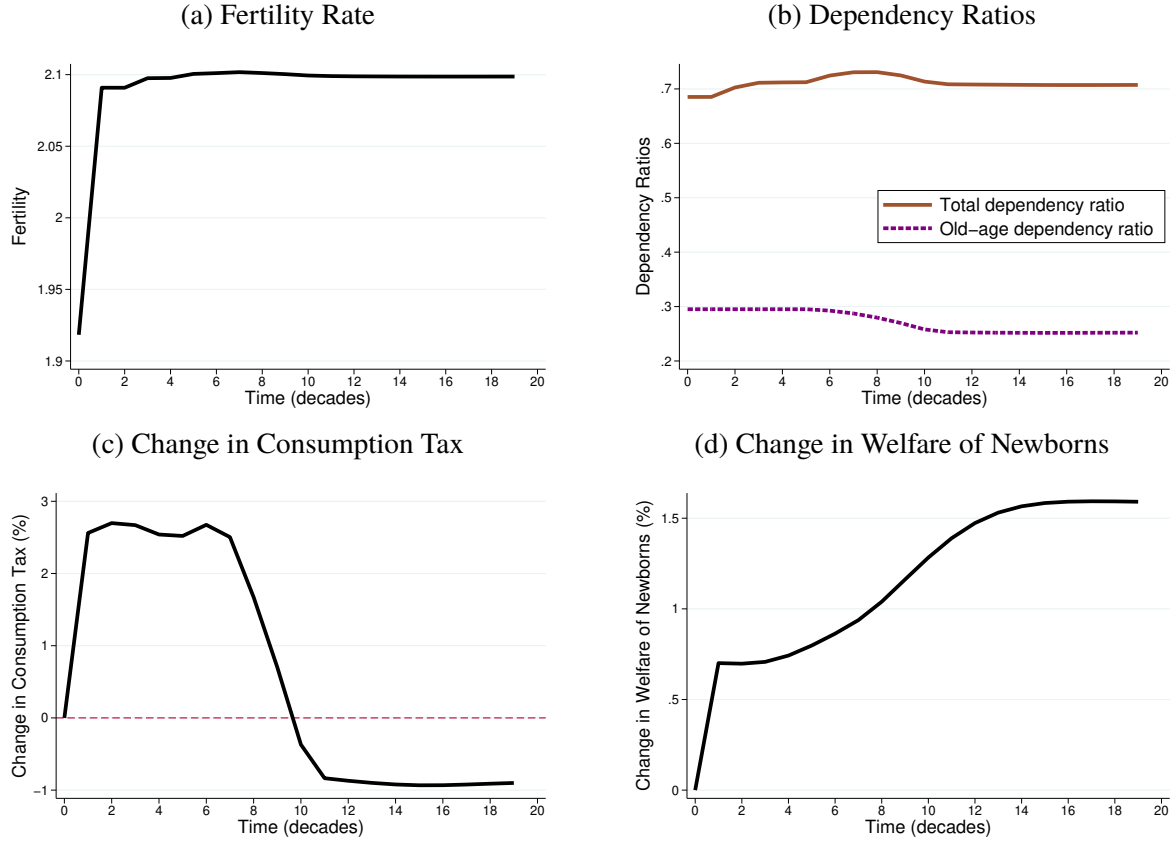 (a) Fertility Rate
Fertility
2.1
2.05
2
1.95
1.9
0 2 4 6 8 10 12 14 16 18 20
Time (decades)
(b) Dependency Ratios
Dependency Ratios
.7
.6
.5
.4
.3
.2
Total dependency ratio
Old−age dependency ratio
0 2 4 6 8 10 12 14 16 18 20
Time (decades)
(c) Change in Consumption Tax
Change in Consumption Tax (%)
3
2
1
0
−1
0 2 4 6 8 10 12 14 16 18 20
Time (decades)
(d) Change in Welfare of Newborns
Change in Welfare of Newborns (%)
1.5
1
.5
0
0 2 4 6 8 10 12 14 16 18 20
Time (decades)